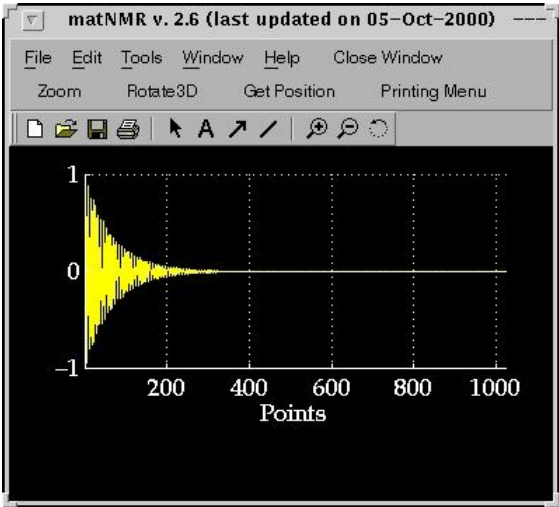 matNMR v. 2.6 (last updated on 05-Oct-2000)
File Edit Tools Window Help Close Window
Zoom Rotate3D Get Position Printing Menu
A
1
0
-1
200 400 600 800 1000
Points